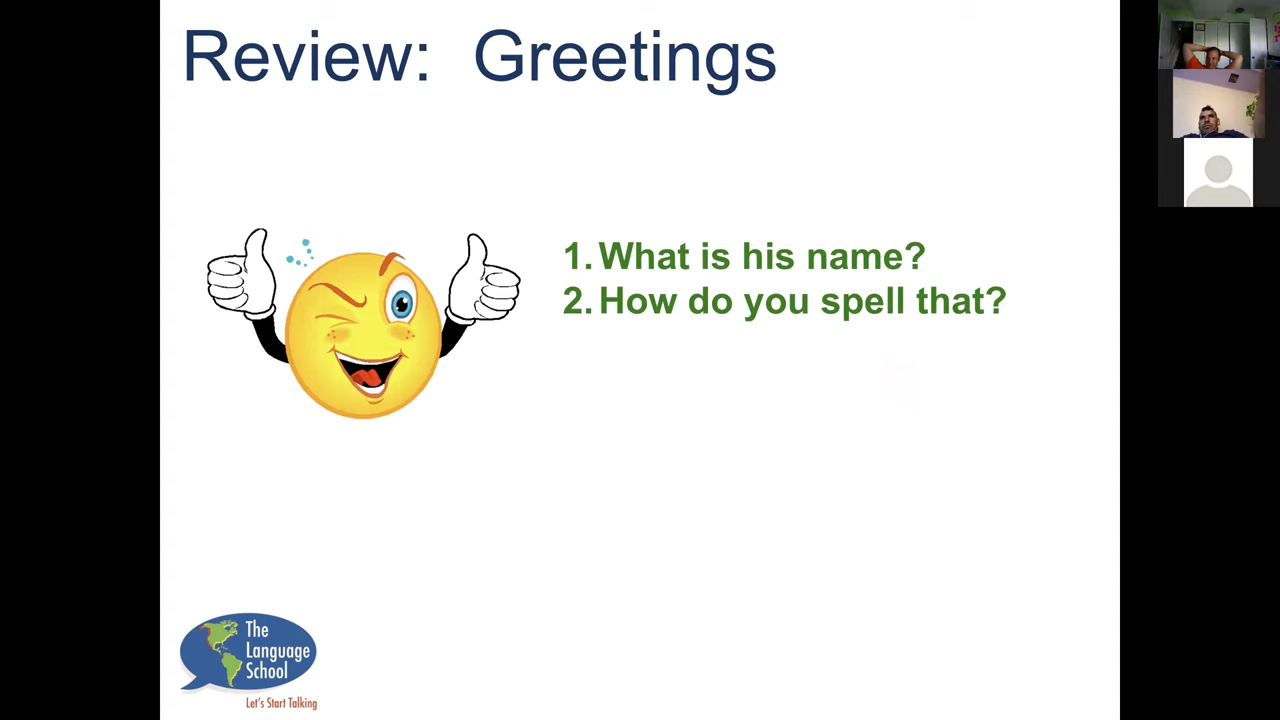 Review: Greetings
1. What is his name?
2. How do you spell that?
The
Language
School
Let's Start Talking